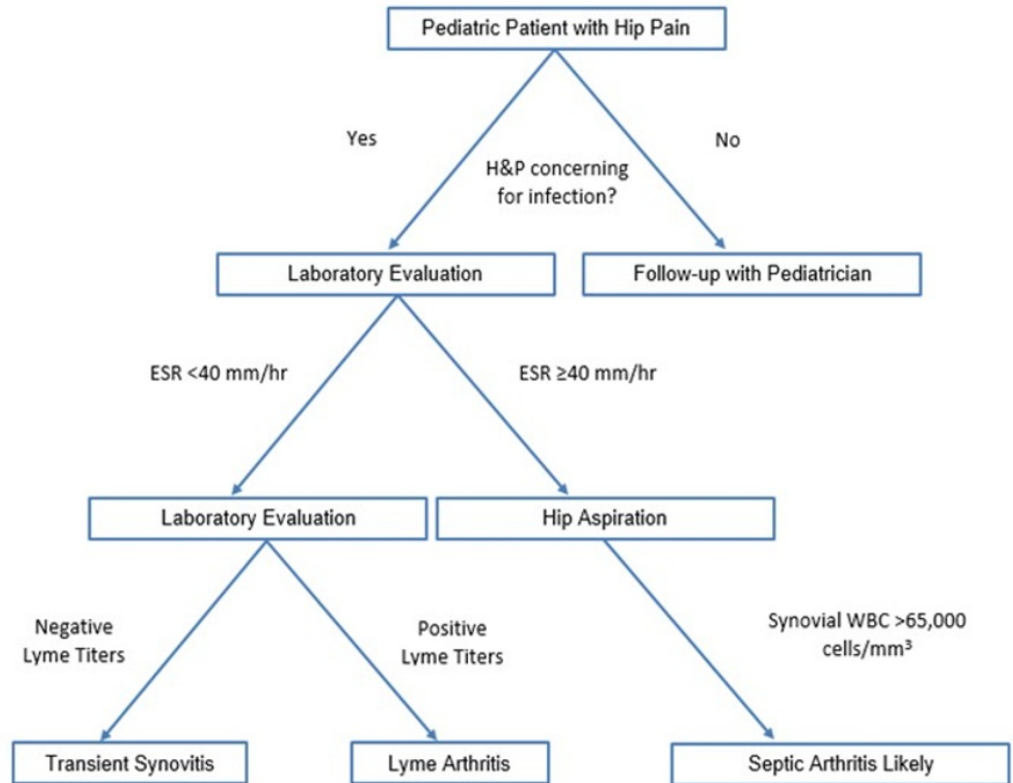 Pediatric Patient with Hip Pain
Yes
No
H&P concerning
for infection?
Laboratory Evaluation
Follow-up with Pediatrician
ESR <40 mm/hr
ESR ≥40 mm/hr
Laboratory Evaluation
Hip Aspiration
Negative
Lyme Titers
Positive
Lyme Titers
Synovial WBC >65,000
cells/mm³
Transient Synovitis
Lyme Arthritis
Septic Arthritis Likely